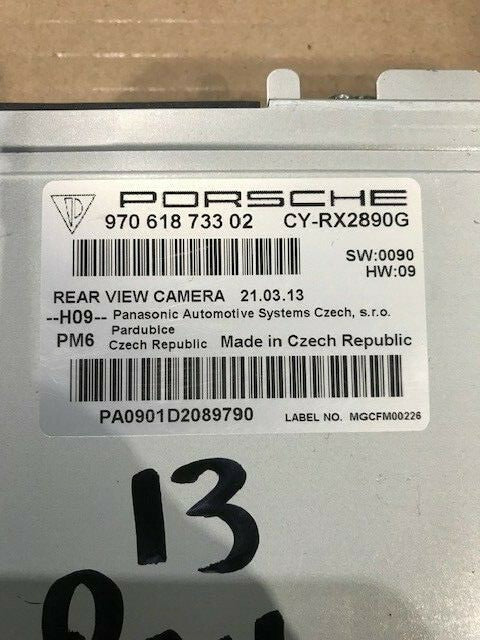 PORSCHE
970 618 733 02 CY-RX2890G
SW:0090
HW:09
REAR VIEW CAMERA 21.03.13
--H09-- Panasonic Automotive Systems Czech, s.r.o.
Pardubice
PM6 Czech Republic Made in Czech Republic
PA0901D2089790 LABEL NO. MGCFM00226
13